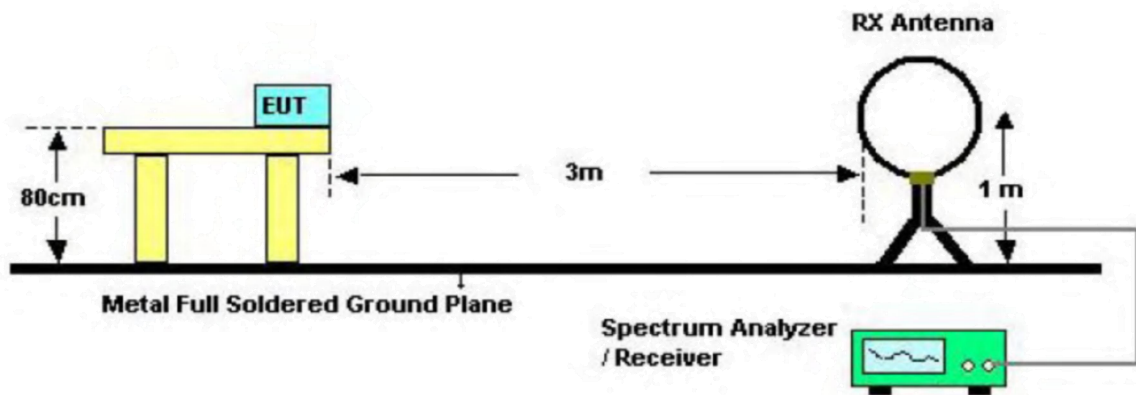 RX Antenna
EUT
80cm
3m
1 m
Metal Full Soldered Ground Plane
Spectrum Analyzer
/ Receiver